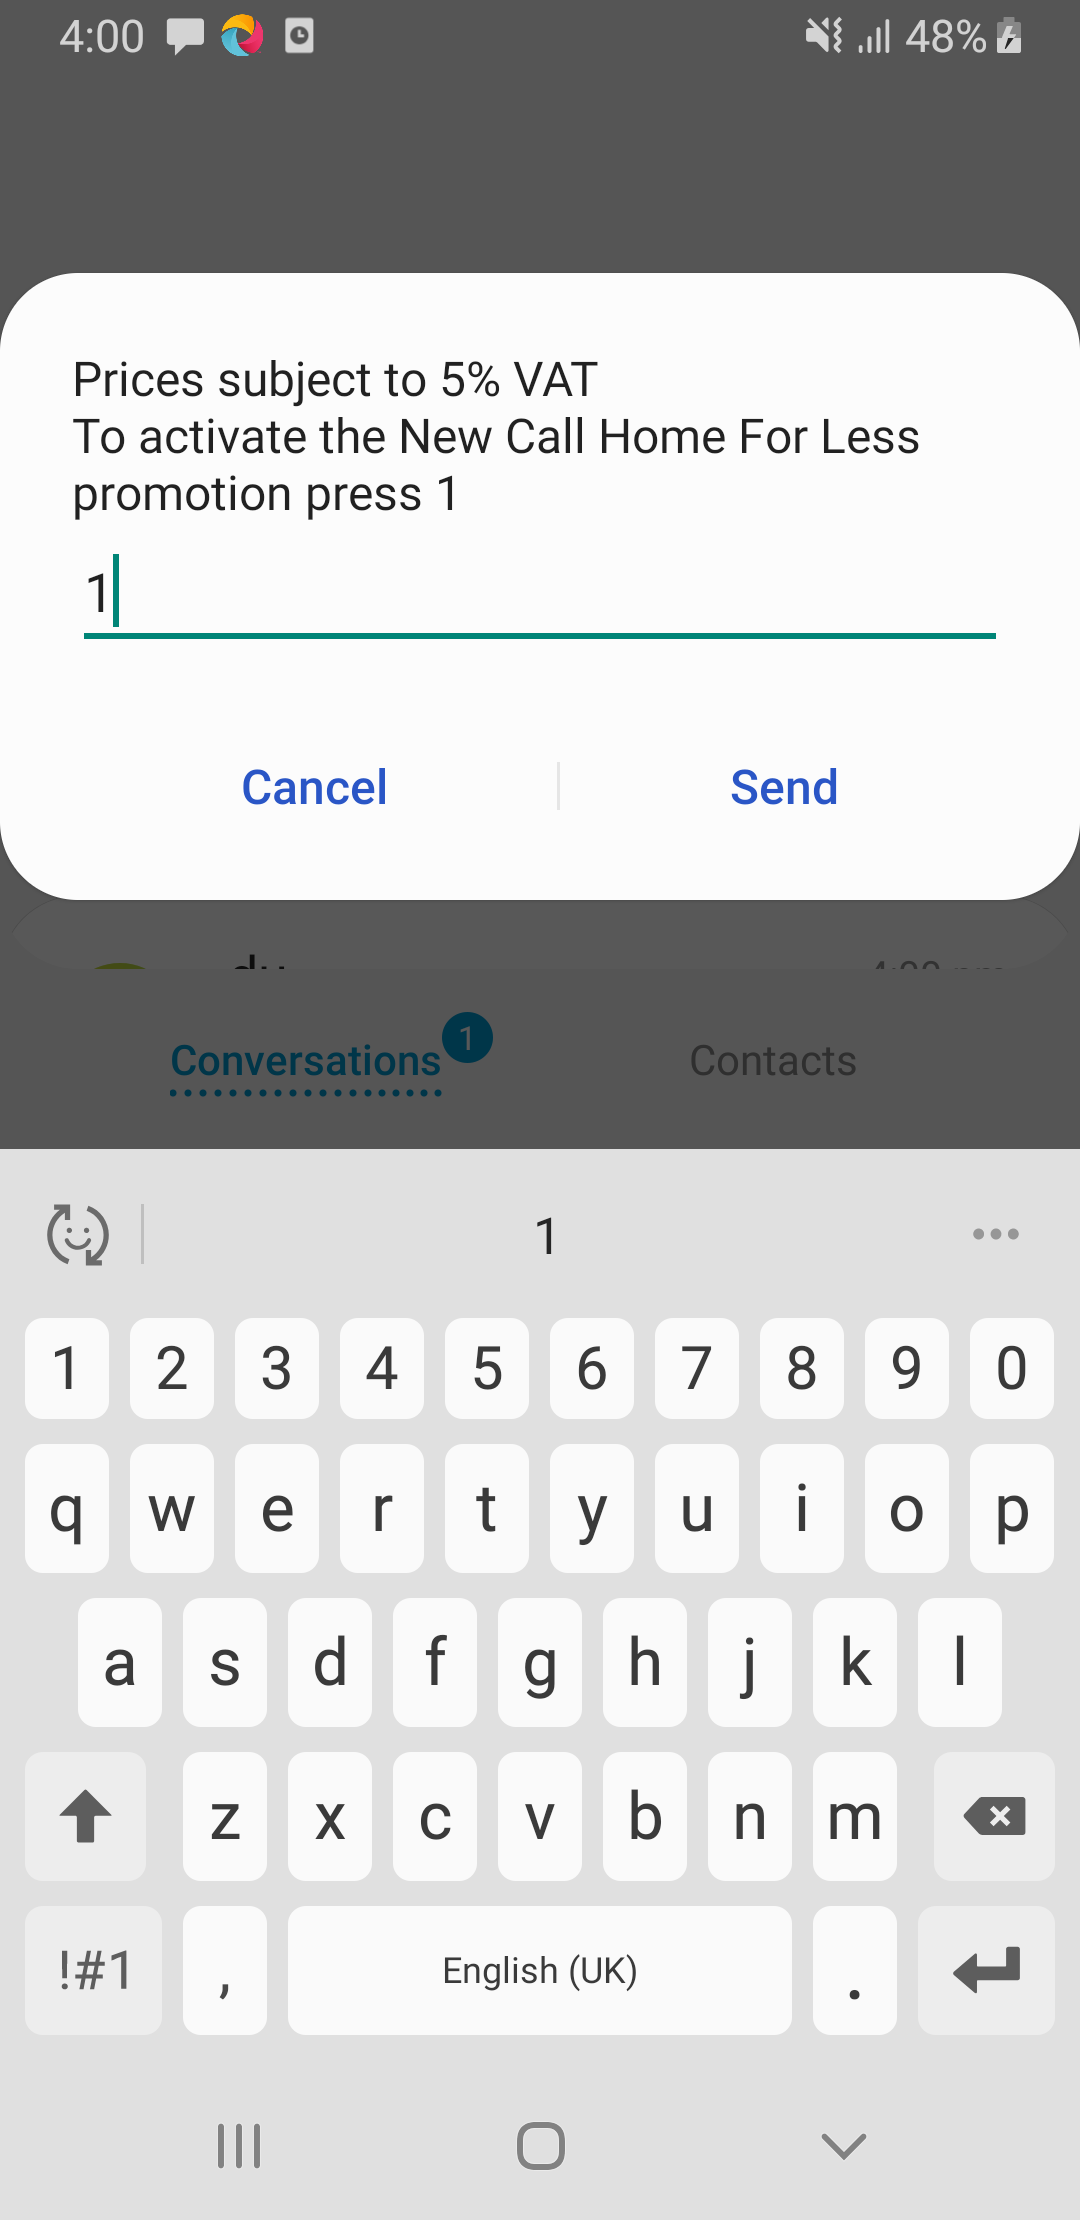 4:00 48%
Prices subject to 5% VAT
To activate the New Call Home For Less
promotion press 1
1
Cancel Send
Conversations 1 Contacts
1
1 2 3 4 5 6 7 8 9 0
q w e r t y u i o p
a s d f g h j k l
z x c v b n m
!#1 , English (UK) .